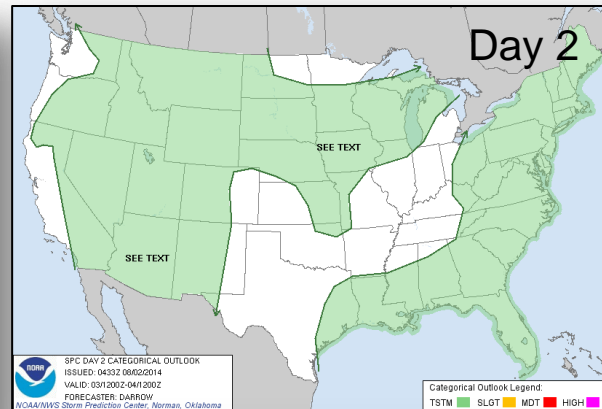 Day 2
SEE TEXT
SEE TEXT
NOAA
SPC DAY 2 CATEGORICAL OUTLOOK
ISSUED: 0433Z 08/02/2014
VALID: 03/1200Z-04/1200Z
FORECASTER: DARROW
NOAA/NWS Storm Prediction Center, Norman, Oklahoma
Categorical Outlook Legend:
TSTM SLGT MDT HIGH